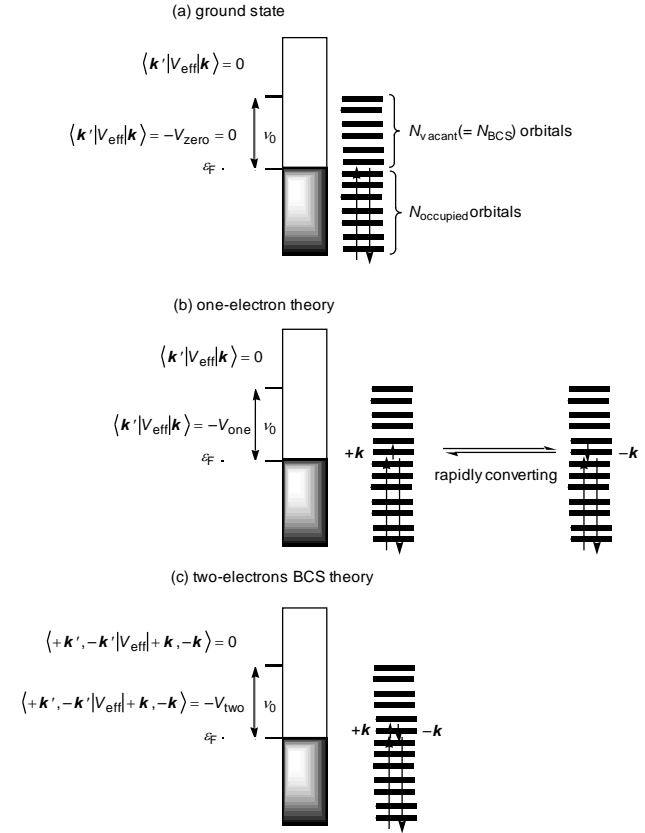 (a) ground state
⟨k′|Veff|k⟩ = 0
⟨k′|Veff|k⟩ = −Vzero = 0
ν0
Nvacant(= NBCS) orbitals
εF
Noccupied orbitals
(b) one-electron theory
⟨k′|Veff|k⟩ = 0
⟨k′|Veff|k⟩ = −Vone
ν0
εF
+k
rapidly converting
−k
(c) two-electrons BCS theory
⟨+k′,−k′|Veff|+k,−k⟩ = 0
⟨+k′,−k′|Veff|+k,−k⟩ = −Vtwo
ν0
εF
+k
−k